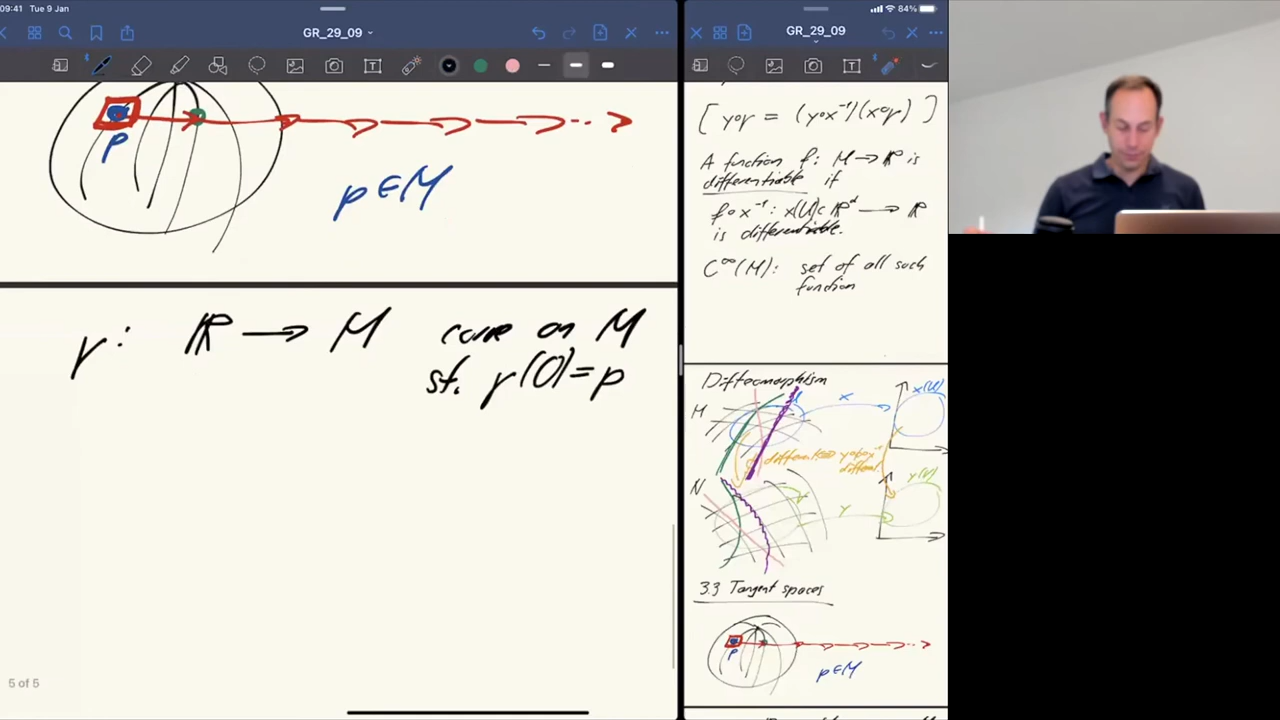 09:41 Tue 9 Jan
84%
GR_29_09
GR_29_09
p
p ∈ M
γ: ℝ → M curve on M
st. γ(0) = p
5 of 5
[ y∘γ = (y∘x⁻¹)(x∘γ) ]
A function f: M → ℝ is
differentiable if
f∘x⁻¹: x(U) ⊂ ℝᵈ → ℝ
is differentiable.
C∞(M): set of all such
function
Diffeomorphism
M
x
x(U)
N
y
y(V)
3.3 Tangent spaces
p
p ∈ M